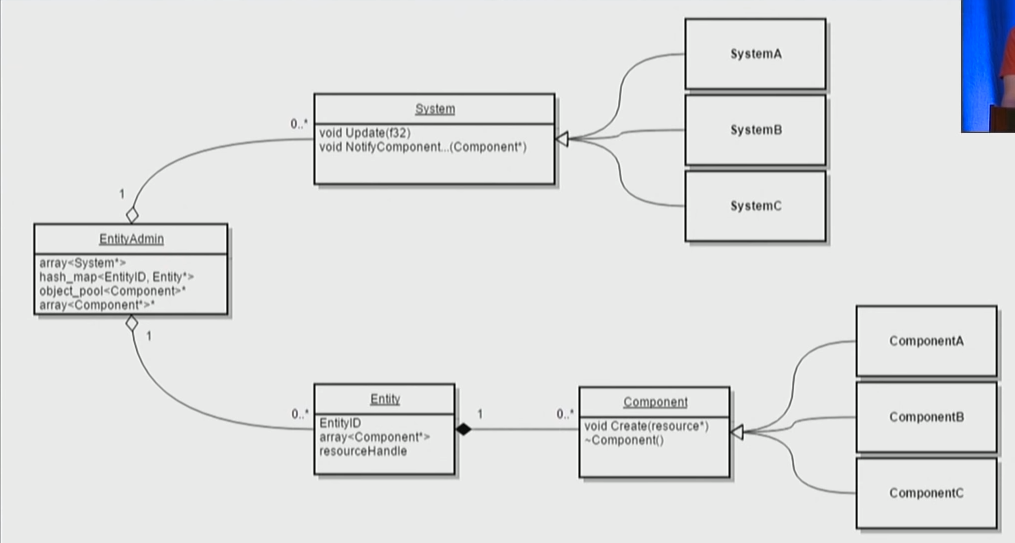 SystemA
System
0..*
void Update(f32)
void NotifyComponent...(Component*)
SystemB
SystemC
1
EntityAdmin
array<System*>
hash_map<EntityID, Entity*>
object_pool<Component>*
array<Component*>*
1
ComponentA
Entity
0..*
EntityID
array<Component*>
resourceHandle
1
0..*
Component
void Create(resource*)
~Component()
ComponentB
ComponentC